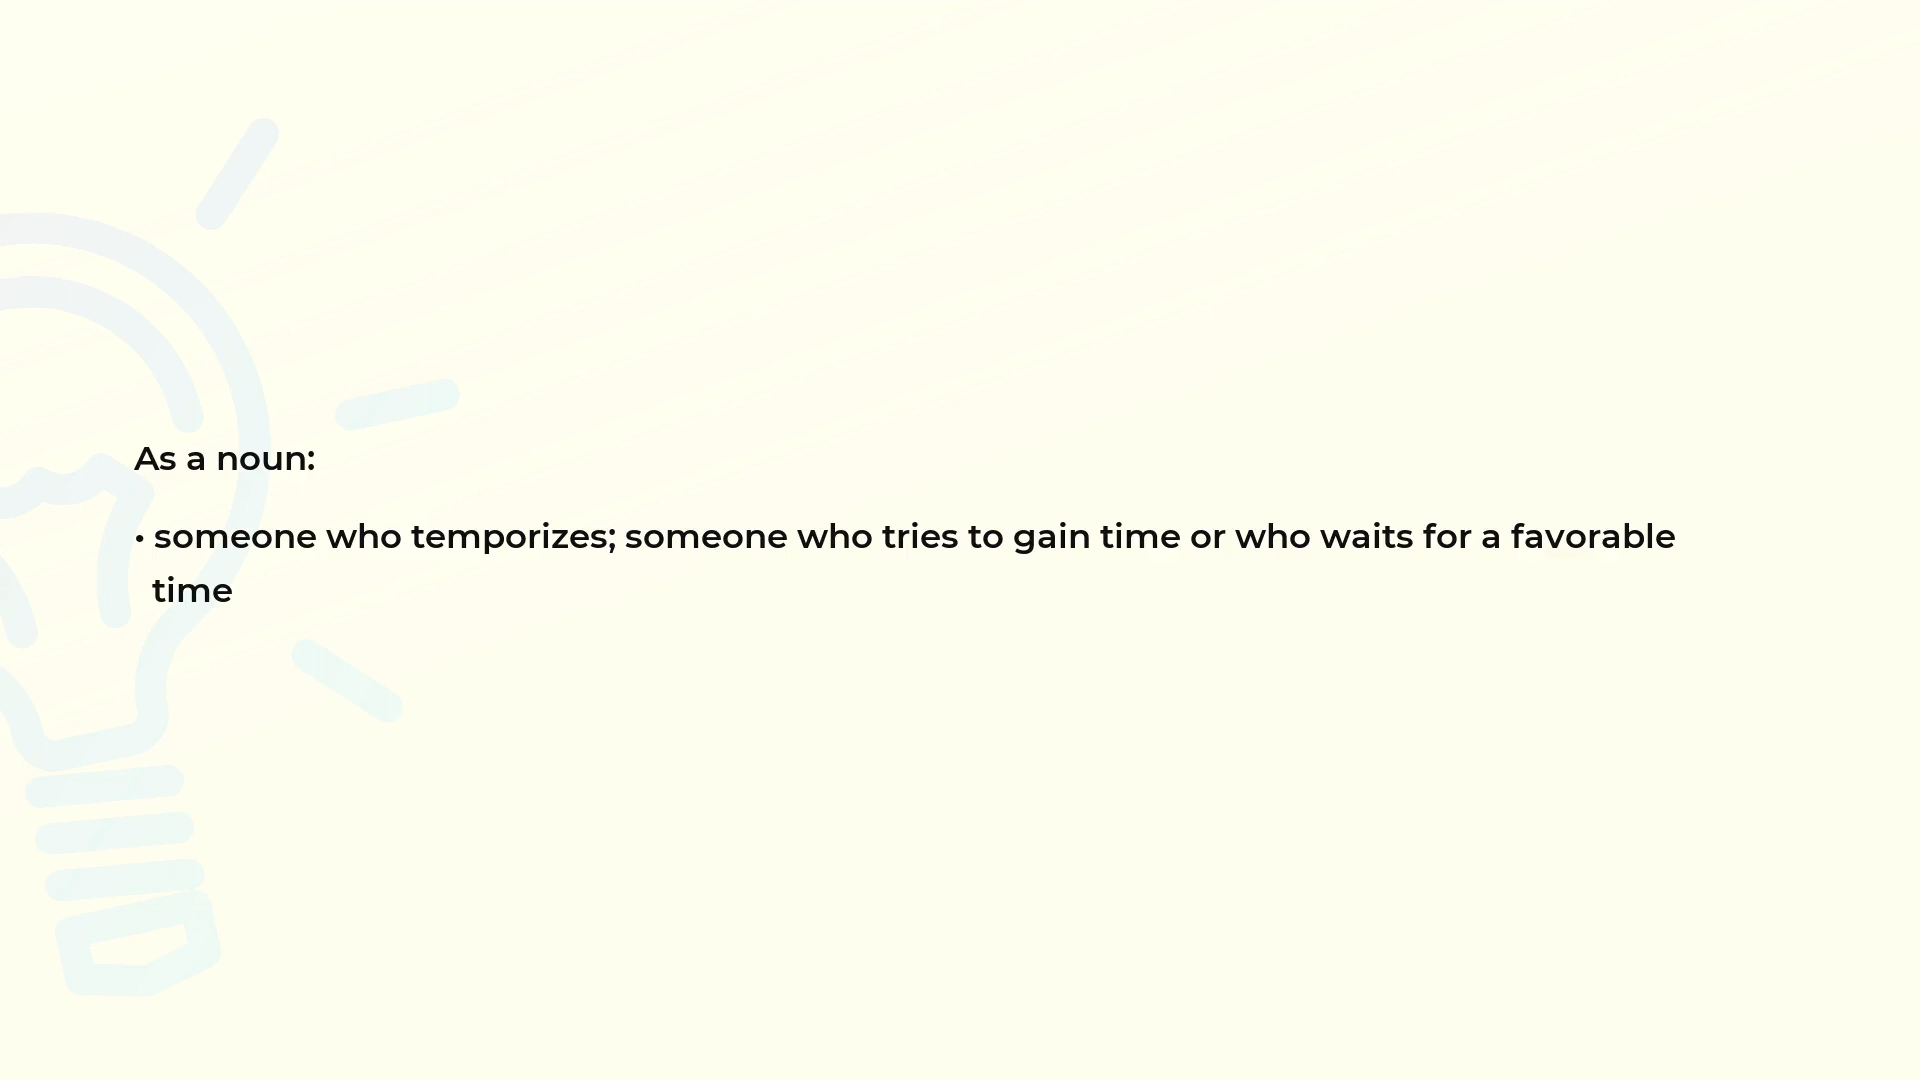 As a noun:
• someone who temporizes; someone who tries to gain time or who waits for a favorable
time